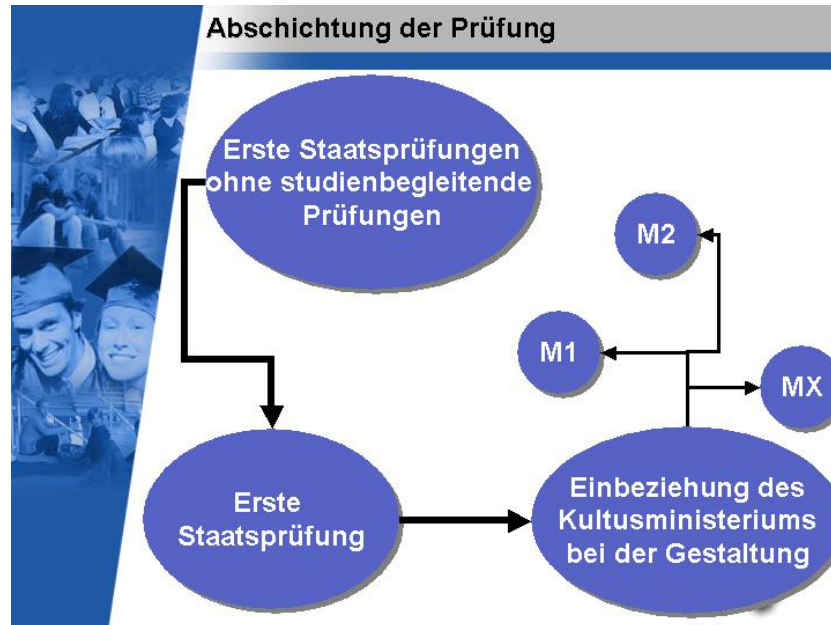 Abschichtung der Prüfung
Erste Staatsprüfungen
ohne studienbegleitende
Prüfungen
M2
M1
MX
Erste
Staatsprüfung
Einbeziehung des
Kultusministeriums
bei der Gestaltung